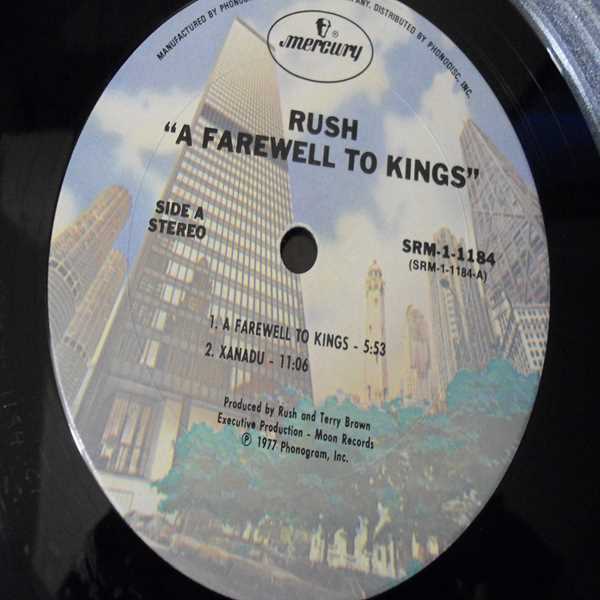 MANUFACTURED BY PHONOGRAM, INC. DISTRIBUTED BY PHONODISC, INC.
mercury ®
RUSH
"A FAREWELL TO KINGS"
SIDE A
STEREO
SRM-1-1184
(SRM-1-1184-A)
1. A FAREWELL TO KINGS - 5:53
2. XANADU - 11:06
Produced by Rush and Terry Brown
Executive Production - Moon Records
℗ 1977 Phonogram, Inc.